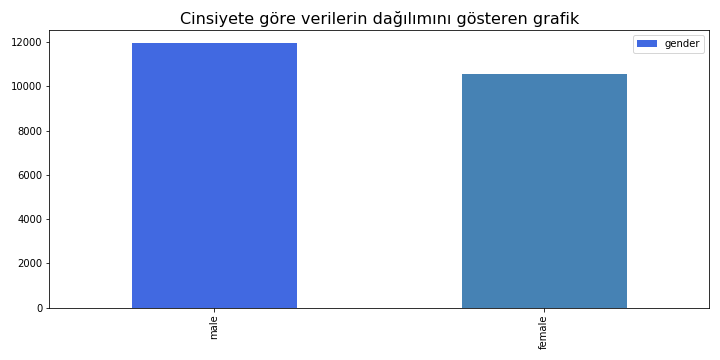 Cinsiyete göre verilerin dağılımını gösteren grafik
gender
12000
10000
8000
6000
4000
2000
0
male
female